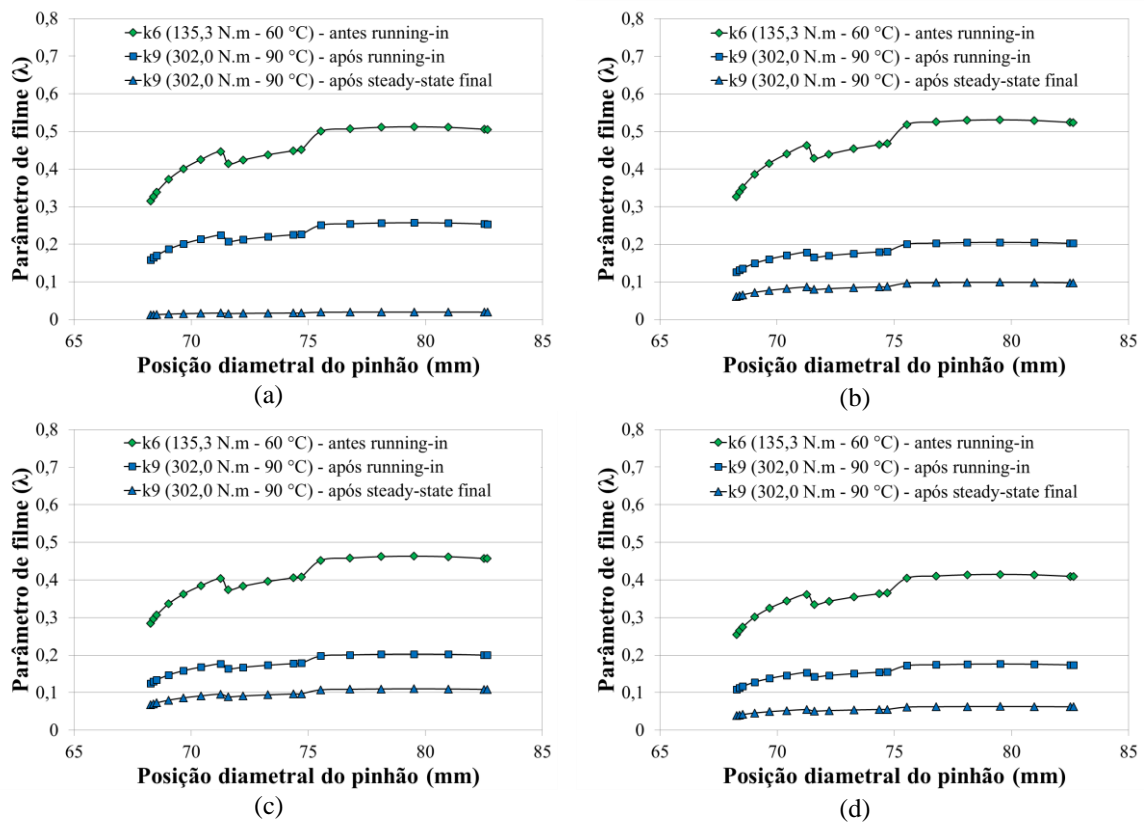 0,8
0,7
0,6
0,5
0,4
0,3
0,2
0,1
0
Parâmetro de filme (λ)
k6 (135,3 N.m - 60 °C) - antes running-in
k9 (302,0 N.m - 90 °C) - após running-in
k9 (302,0 N.m - 90 °C) - após steady-state final
65 70 75 80 85
Posição diametral do pinhão (mm)
(a)
0,8
0,7
0,6
0,5
0,4
0,3
0,2
0,1
0
Parâmetro de filme (λ)
k6 (135,3 N.m - 60 °C) - antes running-in
k9 (302,0 N.m - 90 °C) - após running-in
k9 (302,0 N.m - 90 °C) - após steady-state final
65 70 75 80 85
Posição diametral do pinhão (mm)
(b)
0,8
0,7
0,6
0,5
0,4
0,3
0,2
0,1
0
Parâmetro de filme (λ)
k6 (135,3 N.m - 60 °C) - antes running-in
k9 (302,0 N.m - 90 °C) - após running-in
k9 (302,0 N.m - 90 °C) - após steady-state final
65 70 75 80 85
Posição diametral do pinhão (mm)
(c)
0,8
0,7
0,6
0,5
0,4
0,3
0,2
0,1
0
Parâmetro de filme (λ)
k6 (135,3 N.m - 60 °C) - antes running-in
k9 (302,0 N.m - 90 °C) - após running-in
k9 (302,0 N.m - 90 °C) - após steady-state final
65 70 75 80 85
Posição diametral do pinhão (mm)
(d)